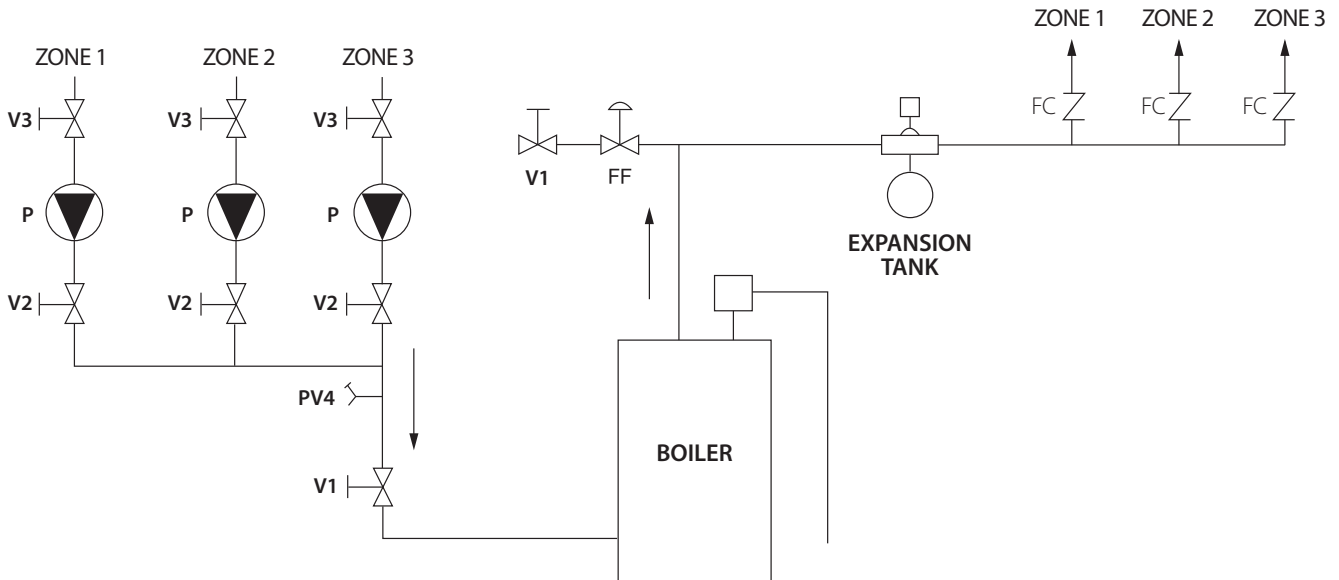 ZONE 1 ZONE 2 ZONE 3
ZONE 1 ZONE 2 ZONE 3
FC FC FC
V3 V3 V3
V1 FF
P P P
EXPANSION
TANK
V2 V2 V2
PV4
BOILER
V1